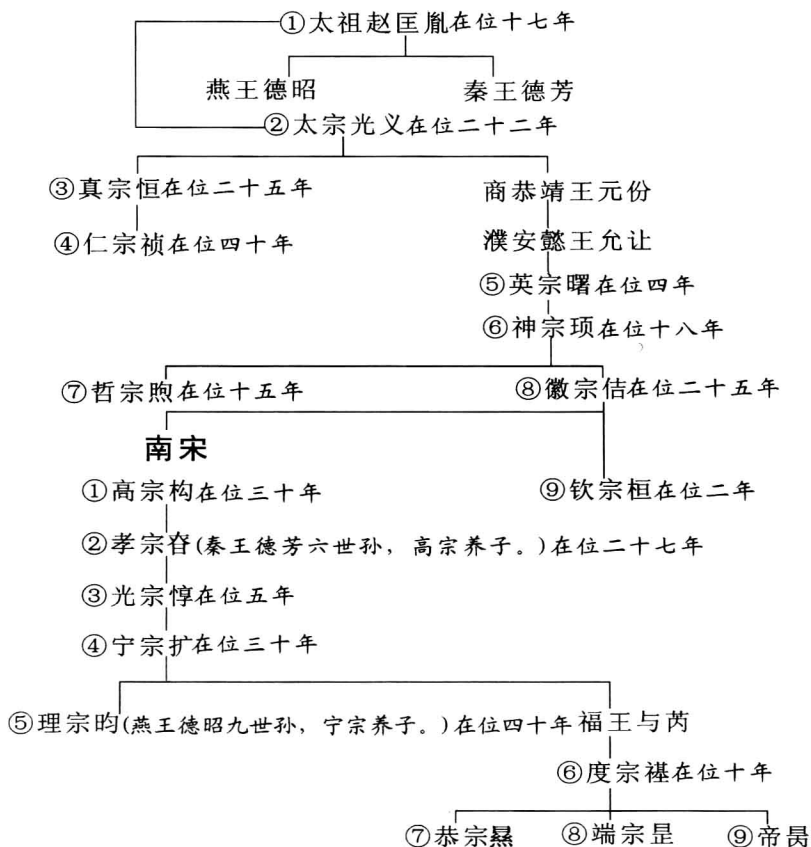 ①太祖赵匡胤在位十七年
燕王德昭 秦王德芳
②太宗光义在位二十二年
③真宗恒在位二十五年 商恭靖王元份
④仁宗祯在位四十年 濮安懿王允让
⑤英宗曙在位四年
⑥神宗顼在位十八年
⑦哲宗煦在位十五年 ⑧徽宗佶在位二十五年
南宋
①高宗构在位三十年 ⑨钦宗桓在位二年
②孝宗昚(秦王德芳六世孙，高宗养子。)在位二十七年
③光宗惇在位五年
④宁宗扩在位三十年
⑤理宗昀(燕王德昭九世孙，宁宗养子。)在位四十年 福王与芮
⑥度宗禥在位十年
⑦恭宗㬎 ⑧端宗昰 ⑨帝昺